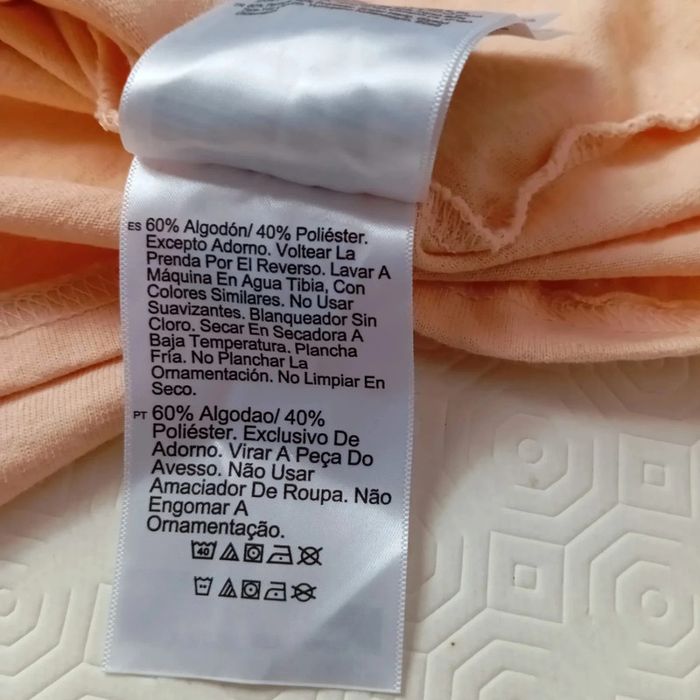 ES 60% Algodón/ 40% Poliéster.
Excepto Adorno. Voltear La
Prenda Por El Reverso. Lavar A
Máquina En Agua Tibia, Con
Colores Similares. No Usar
Suavizantes. Blanqueador Sin
Cloro. Secar En Secadora A
Baja Temperatura. Plancha
Fría. No Planchar La
Ornamentación. No Limpiar En
Seco.
PT 60% Algodao/ 40%
Poliéster. Exclusivo De
Adorno. Virar A Peça Do
Avesso. Não Usar
Amaciador De Roupa. Não
Engomar A
Ornamentação.
40